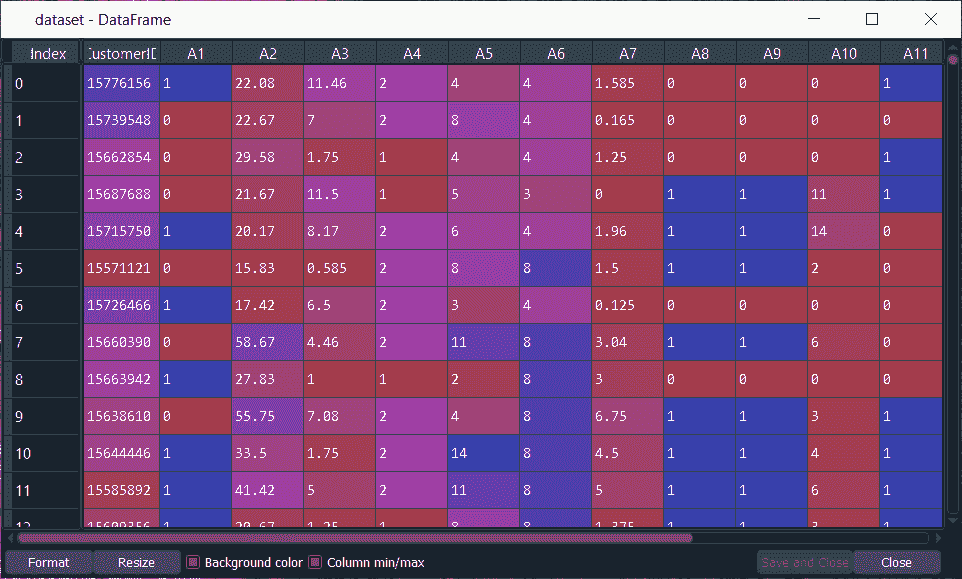 dataset - DataFrame
Index CustomerID A1 A2 A3 A4 A5 A6 A7 A8 A9 A10 A11
0 15776156 1 22.08 11.46 2 4 4 1.585 0 0 0 1
1 15739548 0 22.67 7 2 8 4 0.165 0 0 0 0
2 15662854 0 29.58 1.75 1 4 4 1.25 0 0 0 1
3 15687688 0 21.67 11.5 1 5 3 0 1 1 11 1
4 15715750 1 20.17 8.17 2 6 4 1.96 1 1 14 0
5 15571121 0 15.83 0.585 2 8 8 1.5 1 1 2 0
6 15726466 1 17.42 6.5 2 3 4 0.125 0 0 0 0
7 15660390 0 58.67 4.46 2 11 8 3.04 1 1 6 0
8 15663942 1 27.83 1 1 2 8 3 0 0 0 0
9 15638610 0 55.75 7.08 2 4 8 6.75 1 1 3 1
10 15644446 1 33.5 1.75 2 14 8 4.5 1 1 4 1
11 15585892 1 41.42 5 2 11 8 5 1 1 6 1
12 15609356 1 20.67 1.25 1 8 8 1.375 1 1 3 1
Format Resize Background color Column min/max Save and Close Close